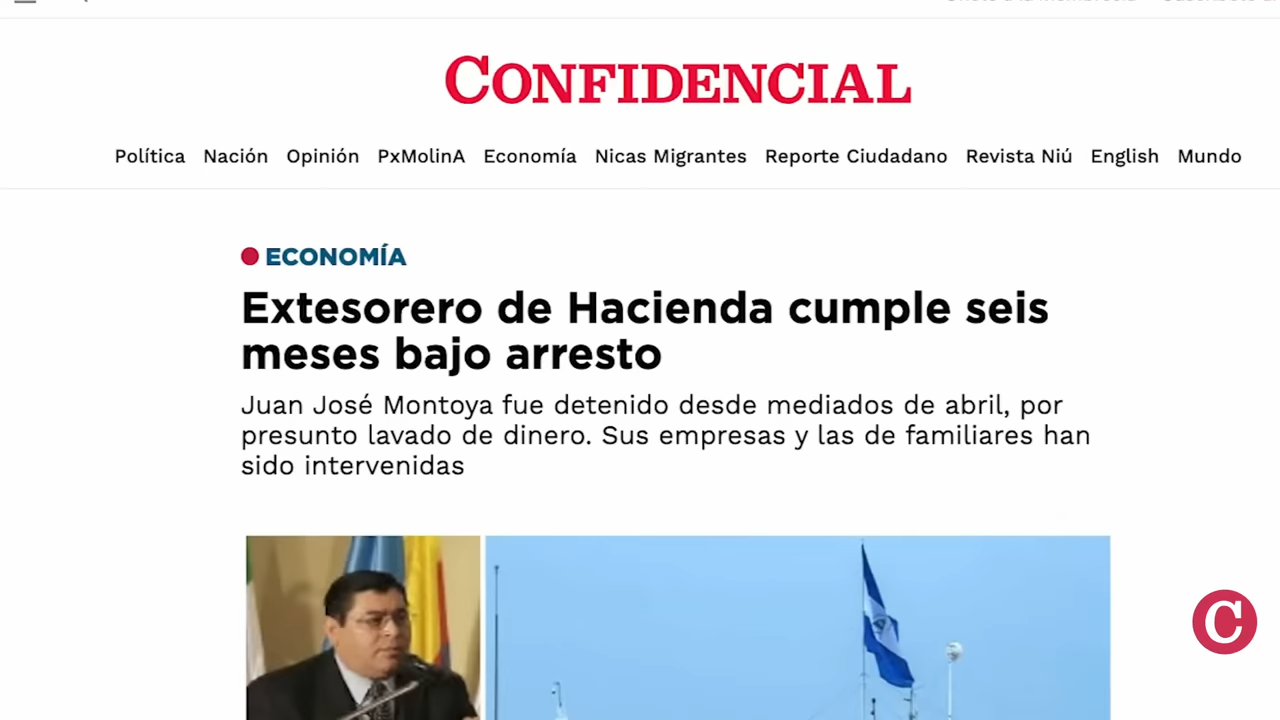 CONFIDENCIAL
Política Nación Opinión PxMolinA Economía Nicas Migrantes Reporte Ciudadano Revista Niú English Mundo
ECONOMÍA
Extesorero de Hacienda cumple seis
meses bajo arresto
Juan José Montoya fue detenido desde mediados de abril, por
presunto lavado de dinero. Sus empresas y las de familiares han
sido intervenidas
C